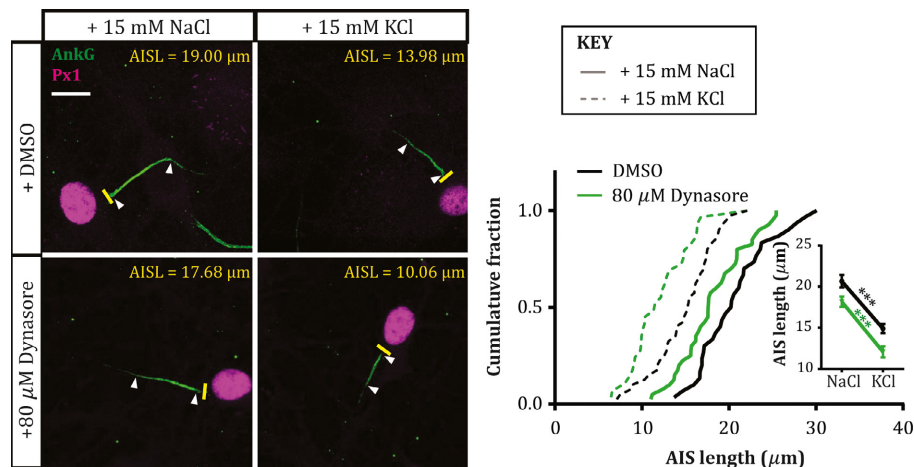 + 15 mM NaCl
+ 15 mM KCl
+ DMSO
AnkG
Px1
AISL = 19.00 µm
AISL = 13.98 µm
+80 µM Dynasore
AISL = 17.68 µm
AISL = 10.06 µm
KEY
+ 15 mM NaCl
+ 15 mM KCl
DMSO
80 µM Dynasore
Cumulative fraction
1.0
0.5
0.0
0
10
20
30
40
AIS length (µm)
AIS length (µm)
25
20
15
10
NaCl
KCl
***
***